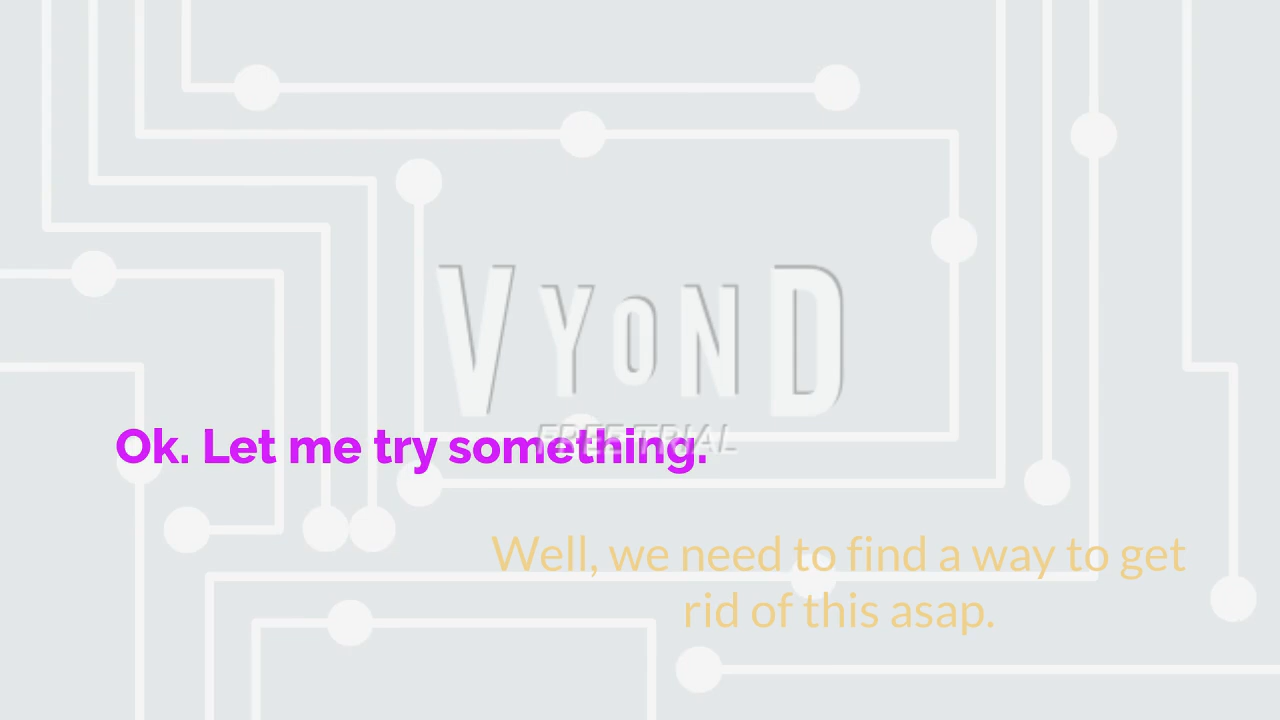 VYOND
FREE TRIAL
Ok. Let me try something.
Well, we need to find a way to get
rid of this asap.